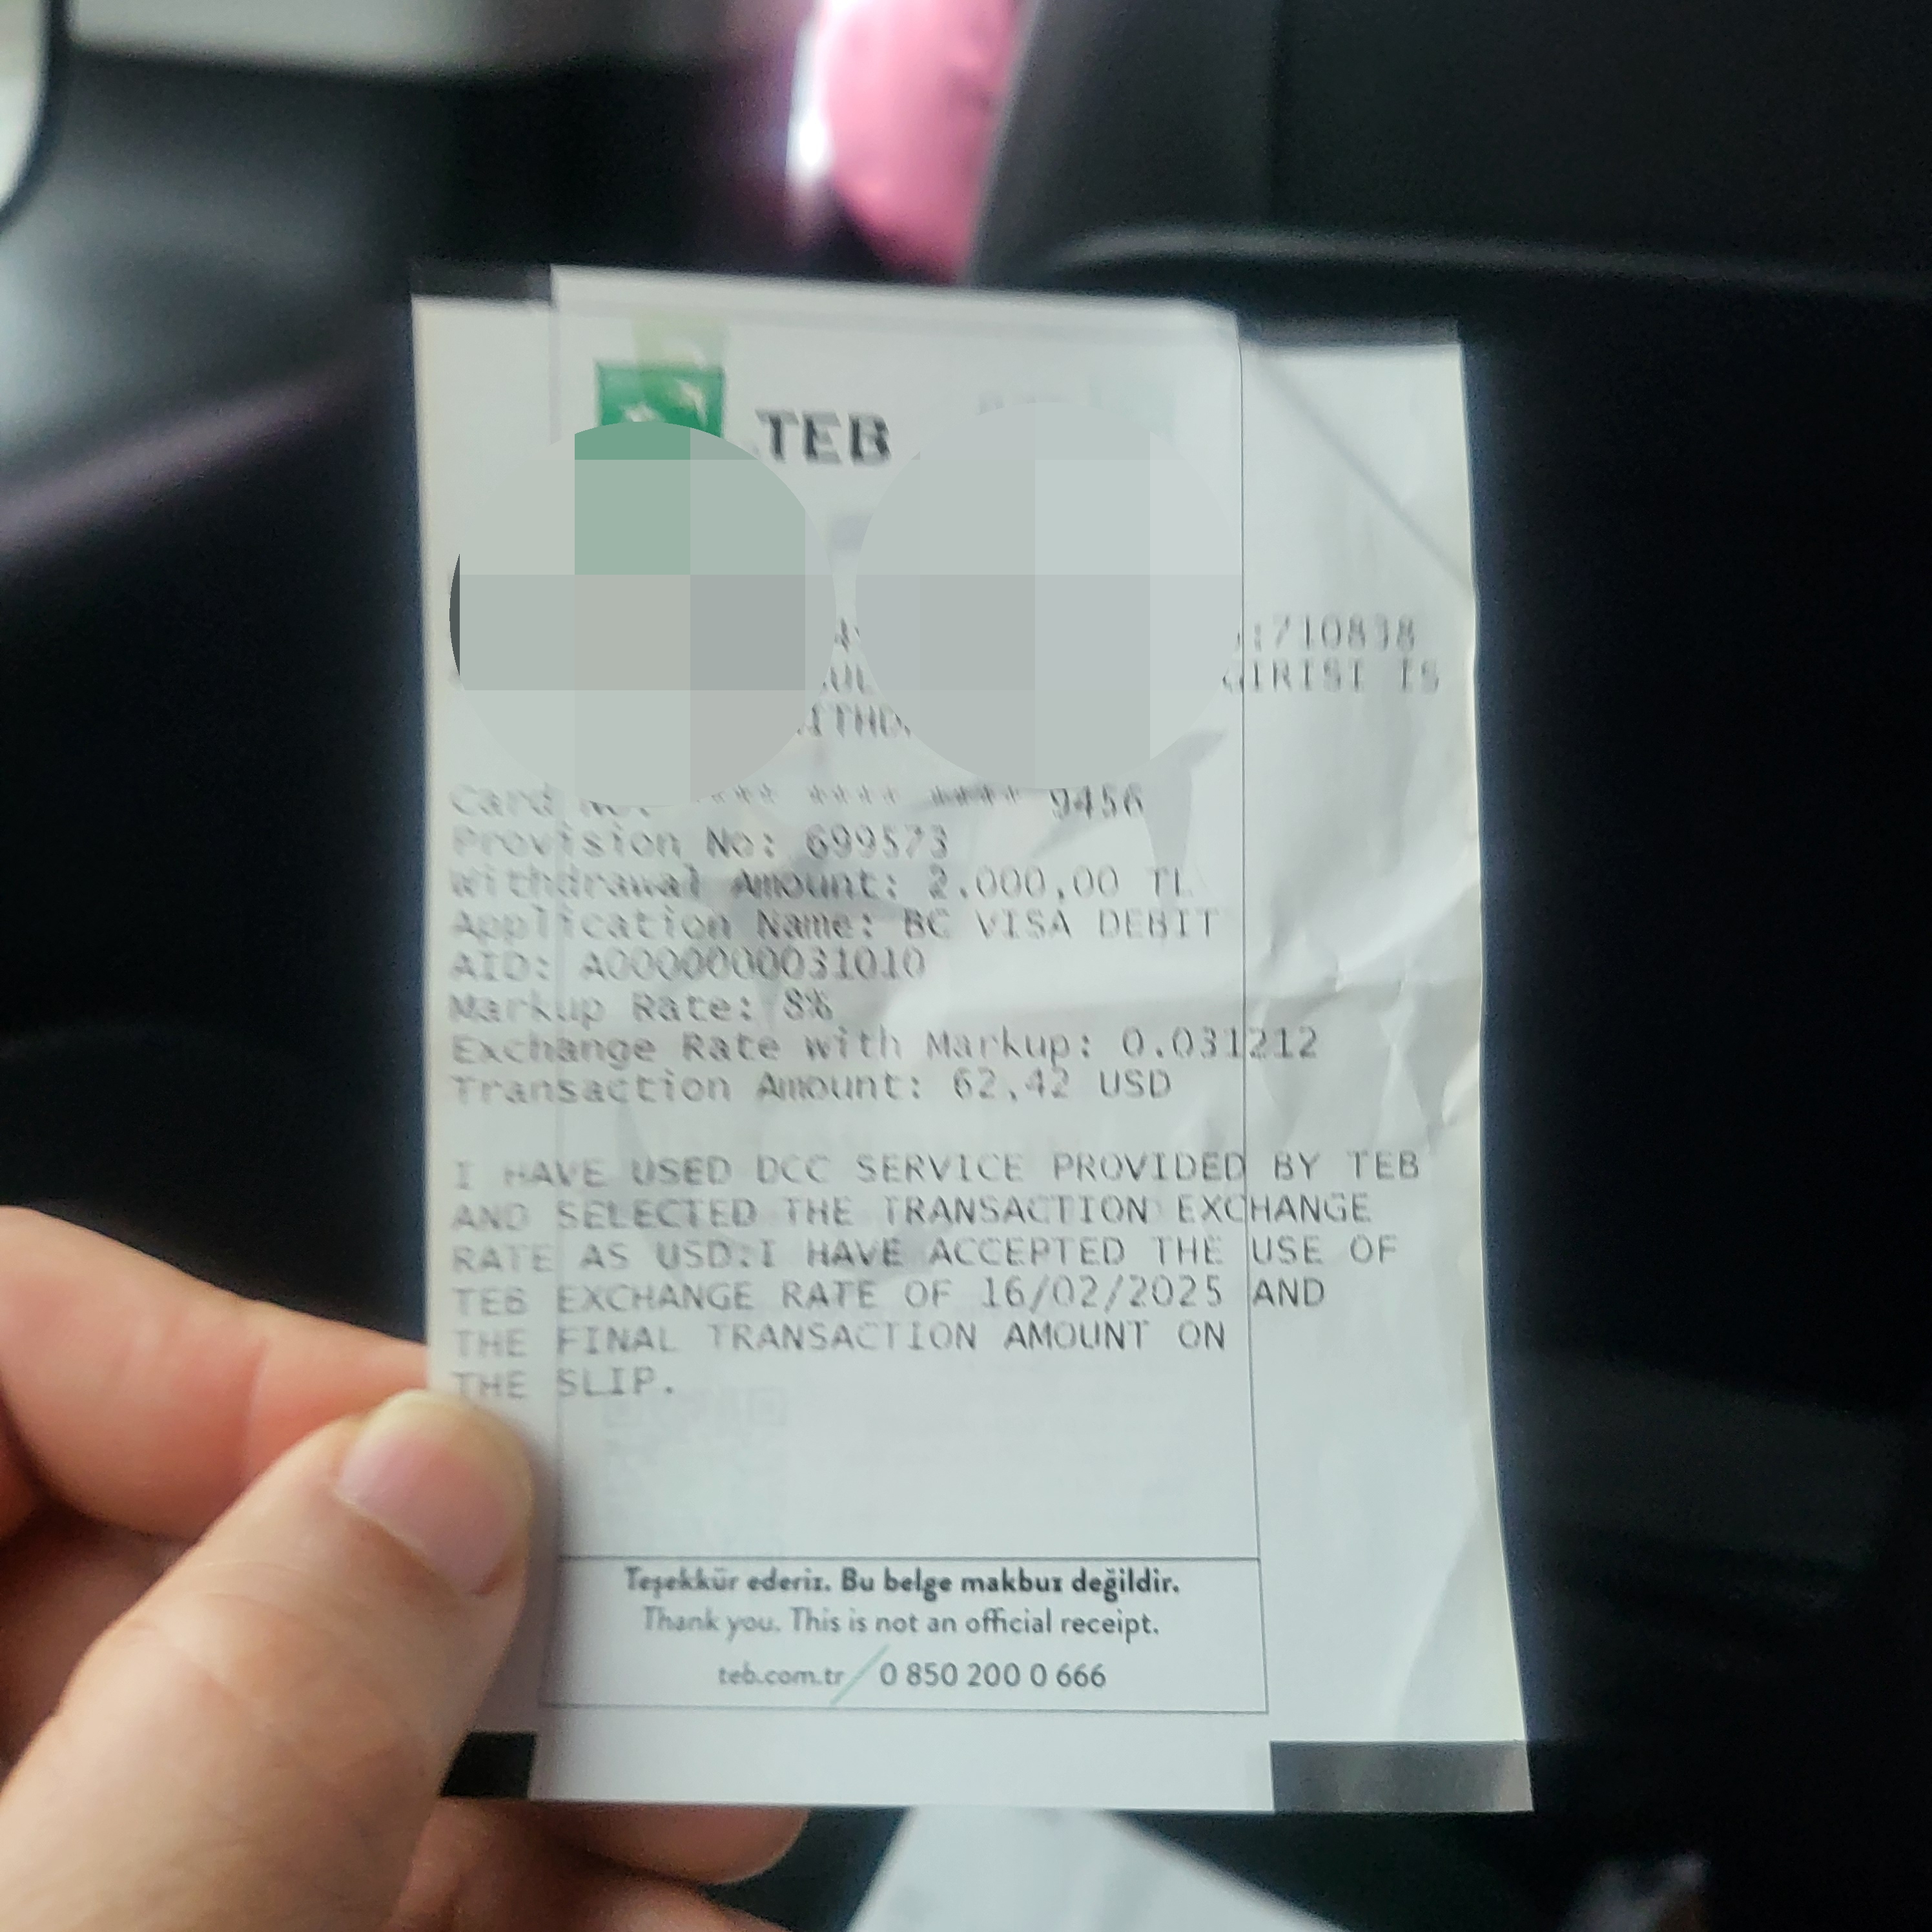 TEB
:710838
GIRISI IS
Card No: **** **** **** 9456
Provision No: 699573
Withdrawal Amount: 2.000,00 TL
Application Name: BC VISA DEBIT
AID: A0000000031010
Markup Rate: 8%
Exchange Rate with Markup: 0.031212
Transaction Amount: 62,42 USD
I HAVE USED DCC SERVICE PROVIDED BY TEB
AND SELECTED THE TRANSACTION EXCHANGE
RATE AS USD.I HAVE ACCEPTED THE USE OF
TEB EXCHANGE RATE OF 16/02/2025 AND
THE FINAL TRANSACTION AMOUNT ON
THE SLIP.
Teşekkür ederiz. Bu belge makbuz değildir.
Thank you. This is not an official receipt.
teb.com.tr / 0 850 200 0 666